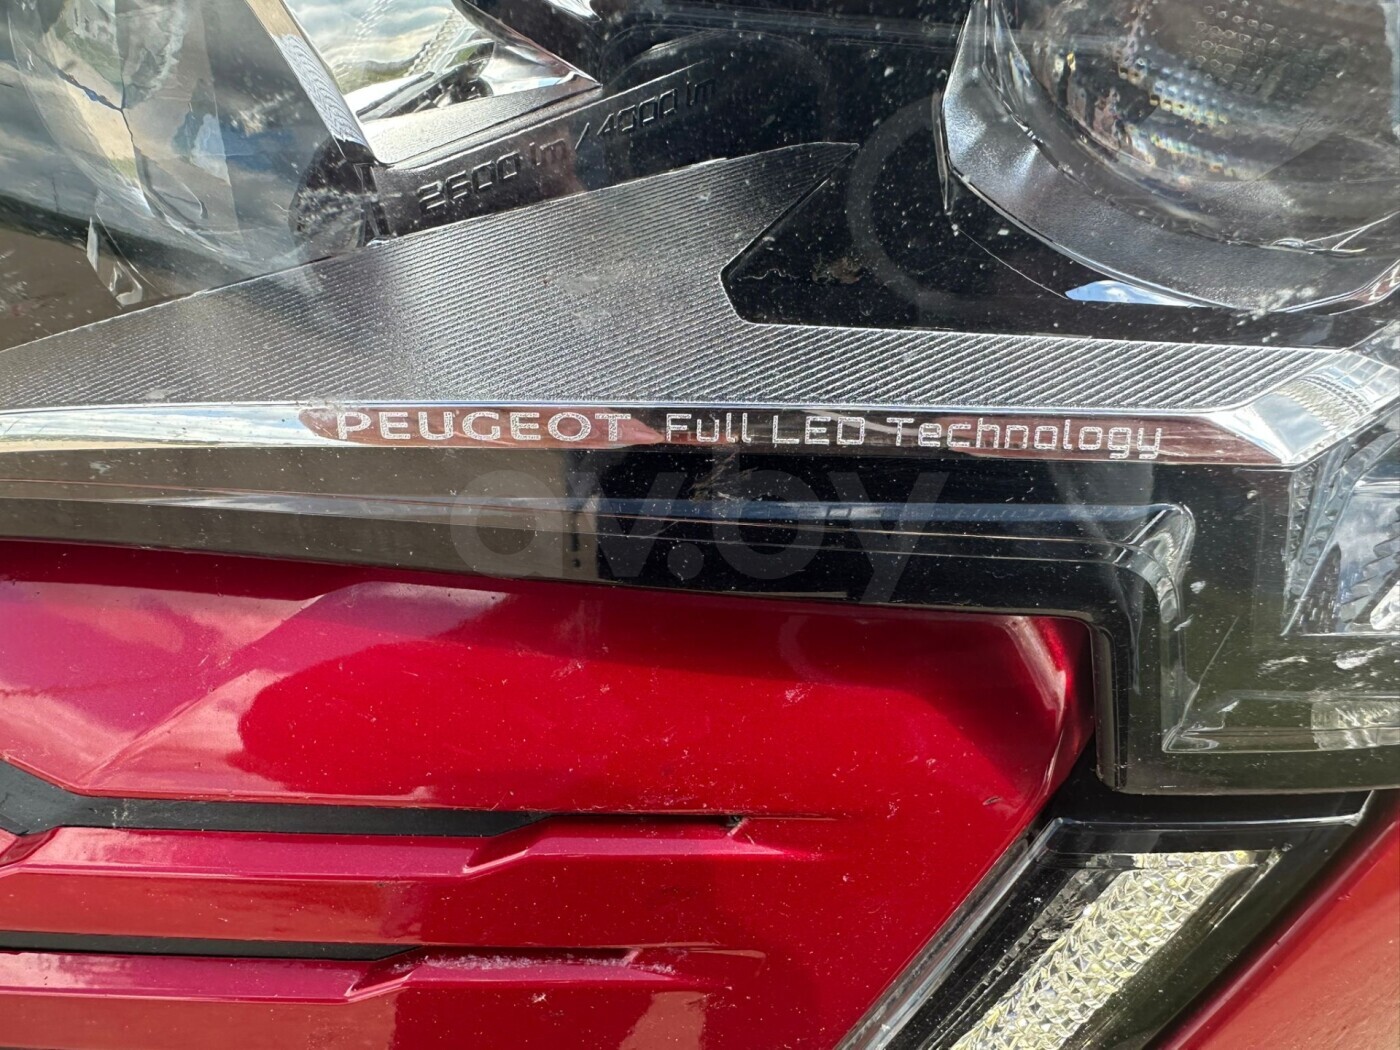 2600 lm / 4000 lm
PEUGEOT Full LED Technology
av.by